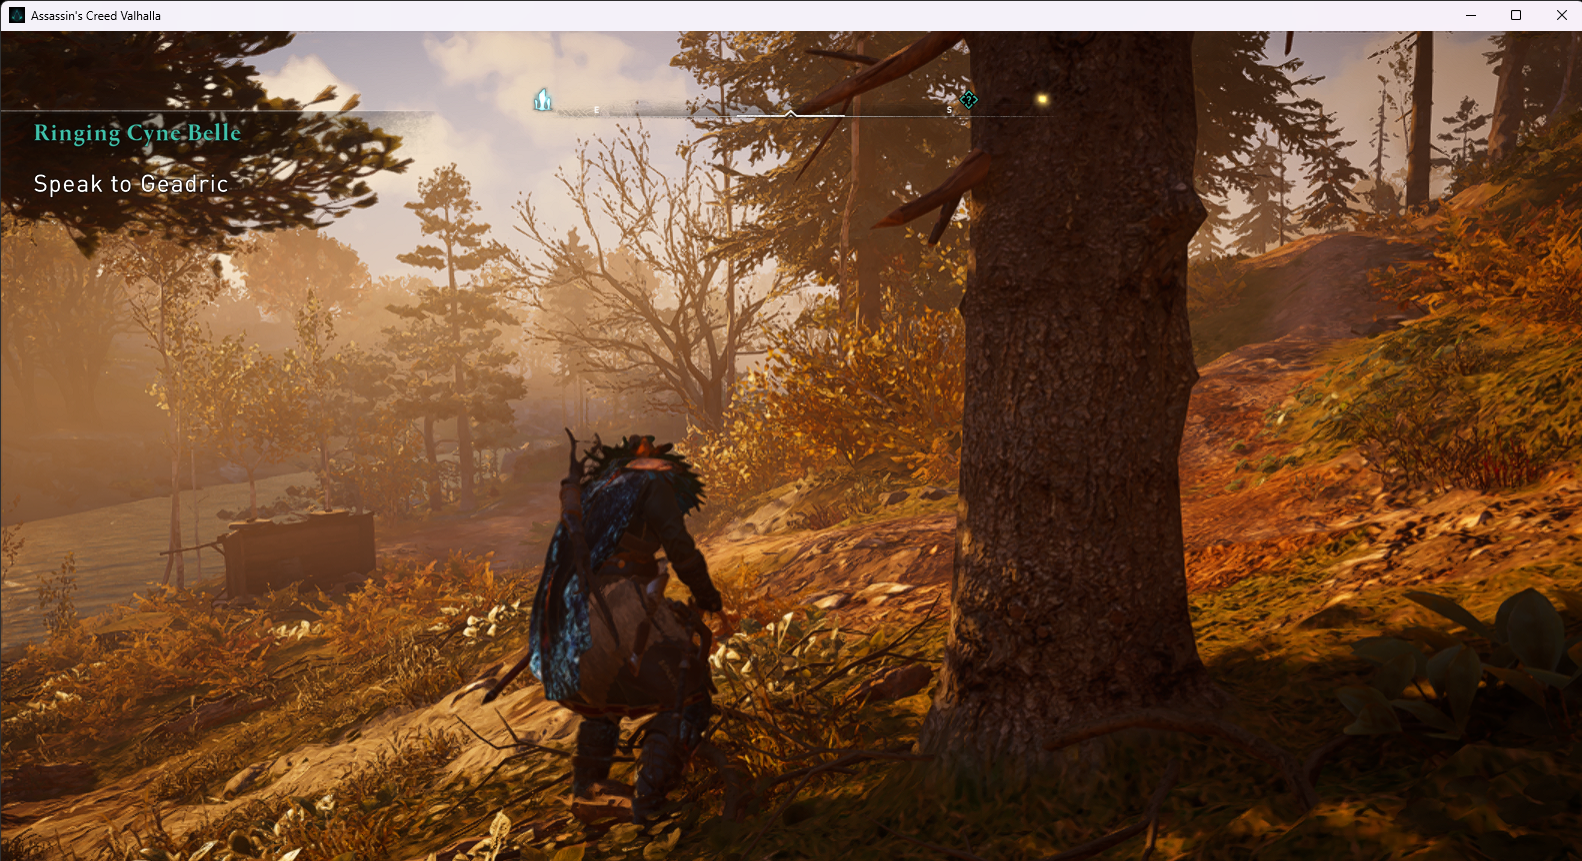 Assassin's Creed Valhalla
E
S
?
Ringing Cyne Belle
Speak to Geadric